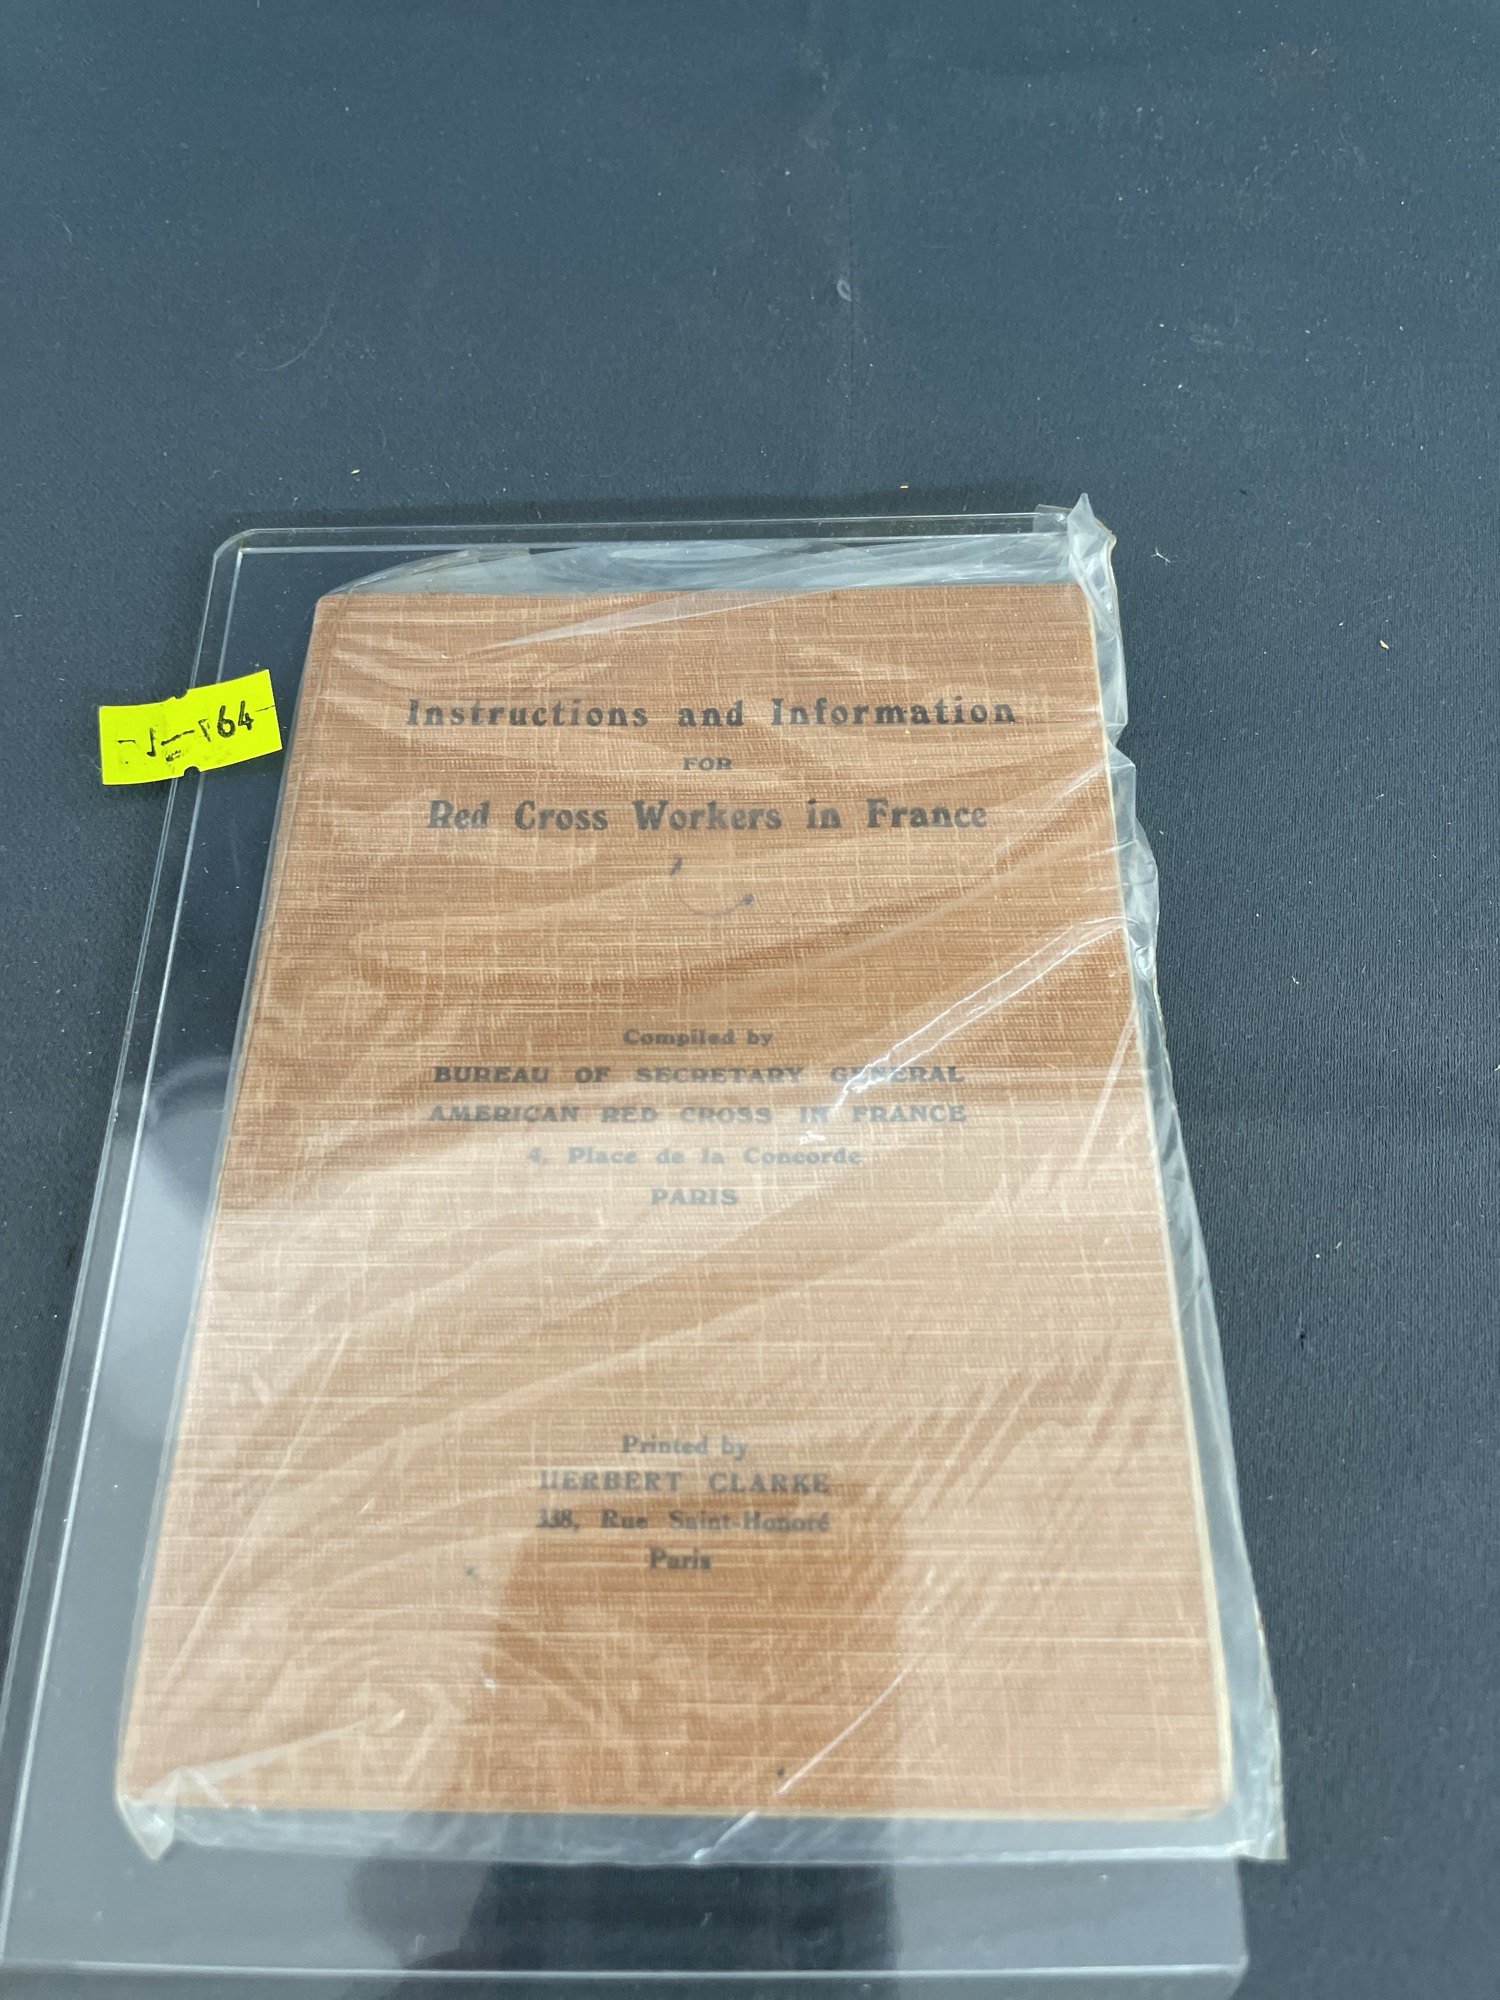 Instructions and Information
FOR
Red Cross Workers in France
Compiled by
BUREAU OF SECRETARY GENERAL
AMERICAN RED CROSS IN FRANCE
4, Place de la Concorde
PARIS
Printed by
HERBERT CLARKE
338, Rue Saint-Honoré
Paris
64